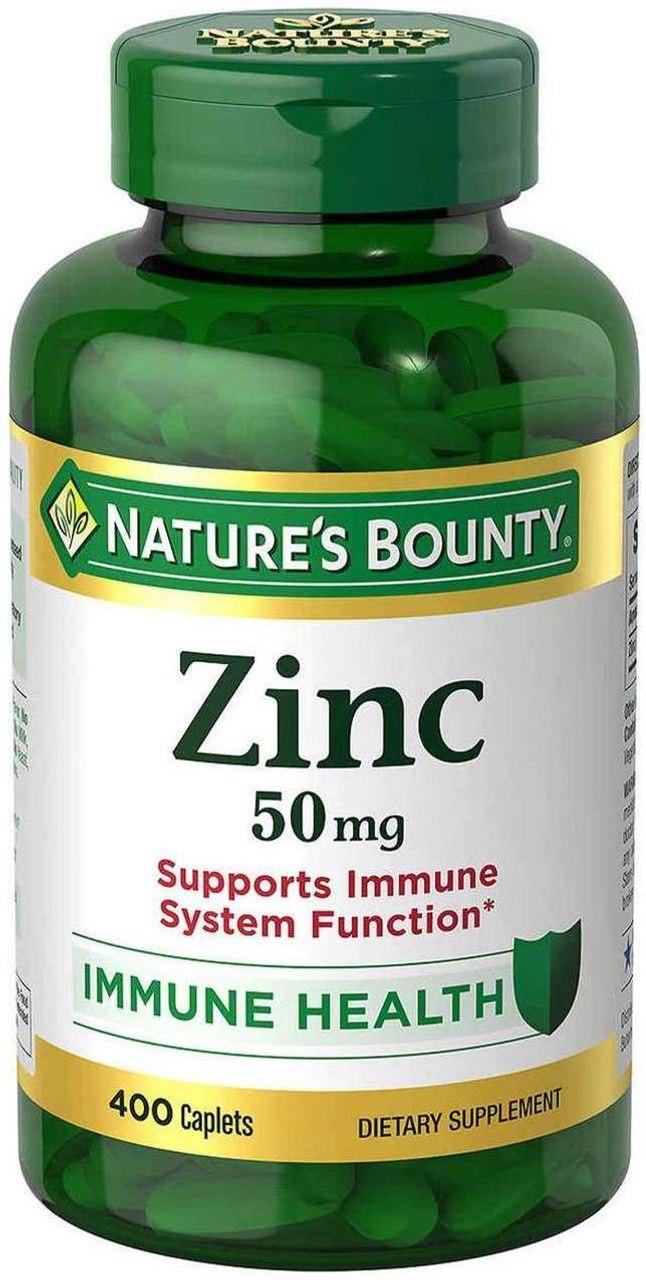 NATURE'S
BOUNTY
NATURE'S BOUNTY®
Zinc
50 mg
Supports Immune
System Function*
IMMUNE HEALTH
400 Caplets
DIETARY SUPPLEMENT